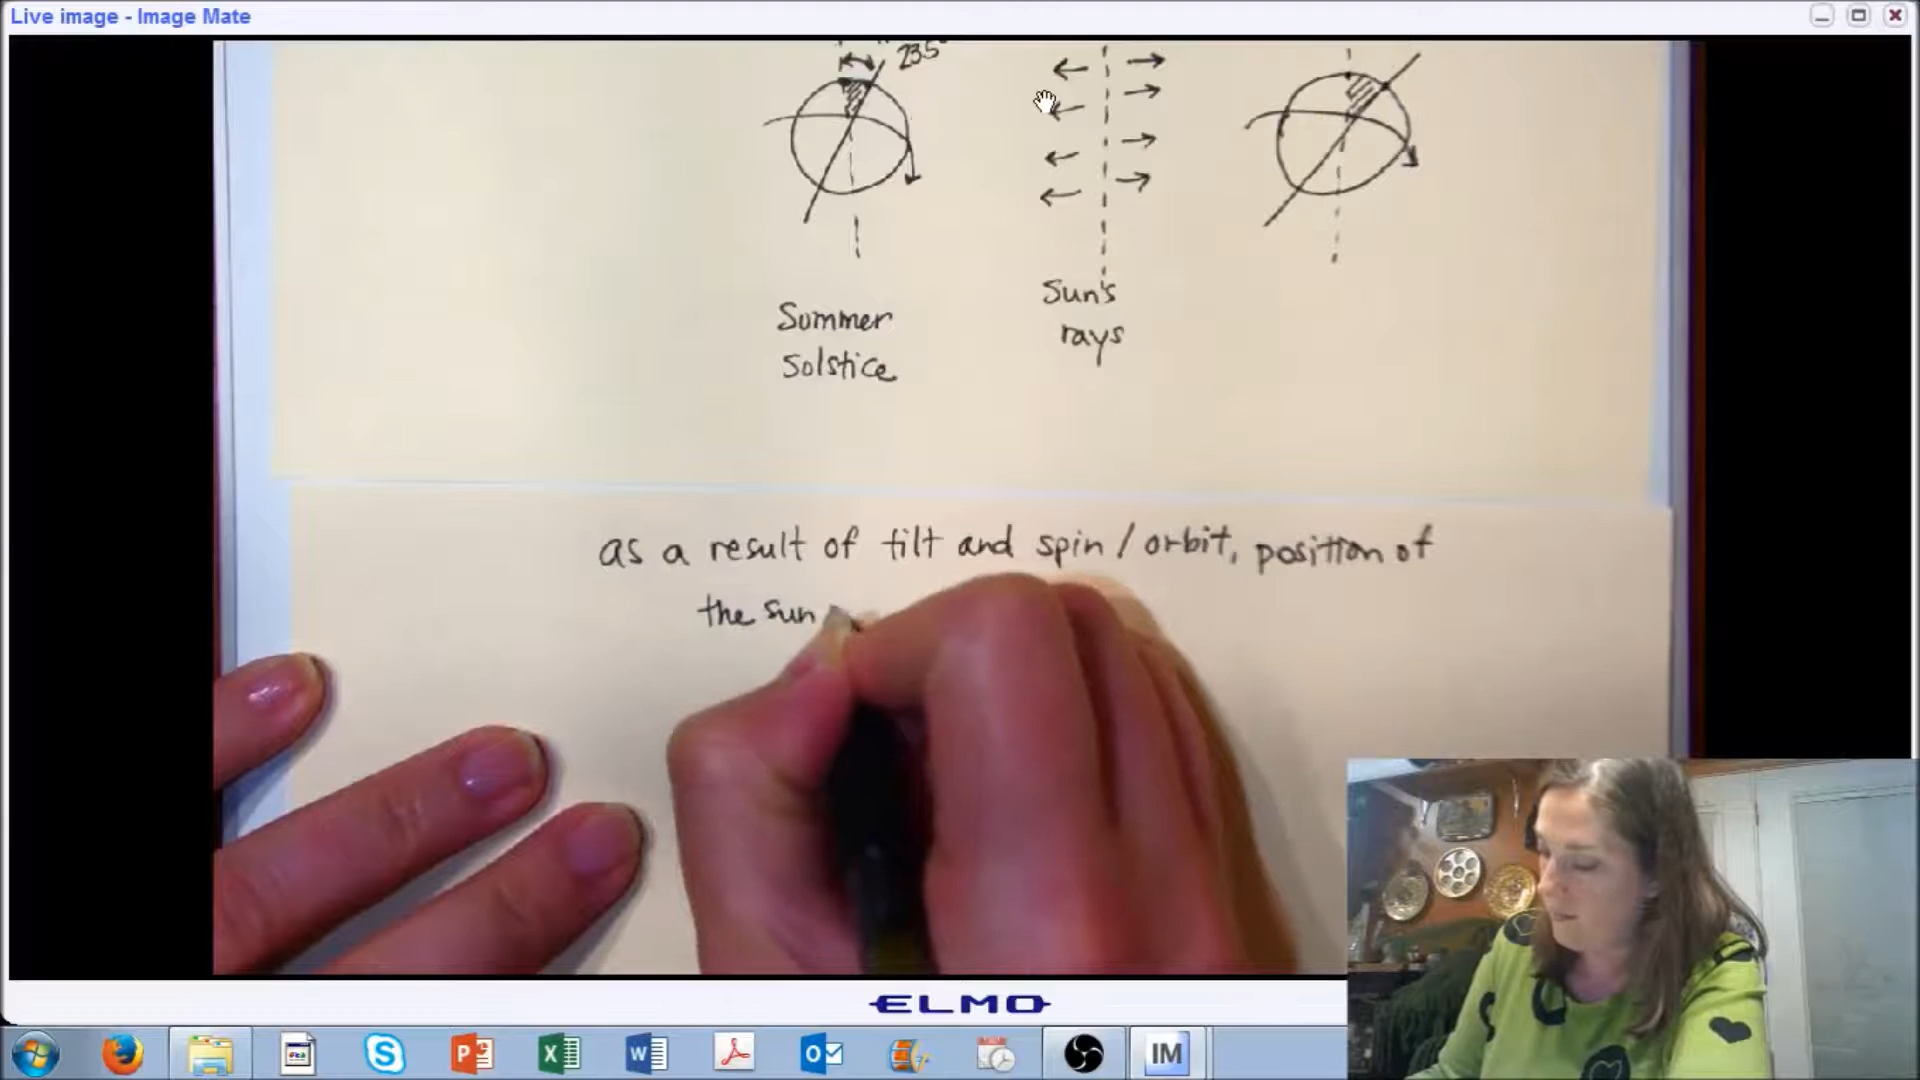 Live image - Image Mate
23.5°
Summer
solstice
Sun's
rays
as a result of tilt and spin / orbit, position of
the sun
ELMO
IM